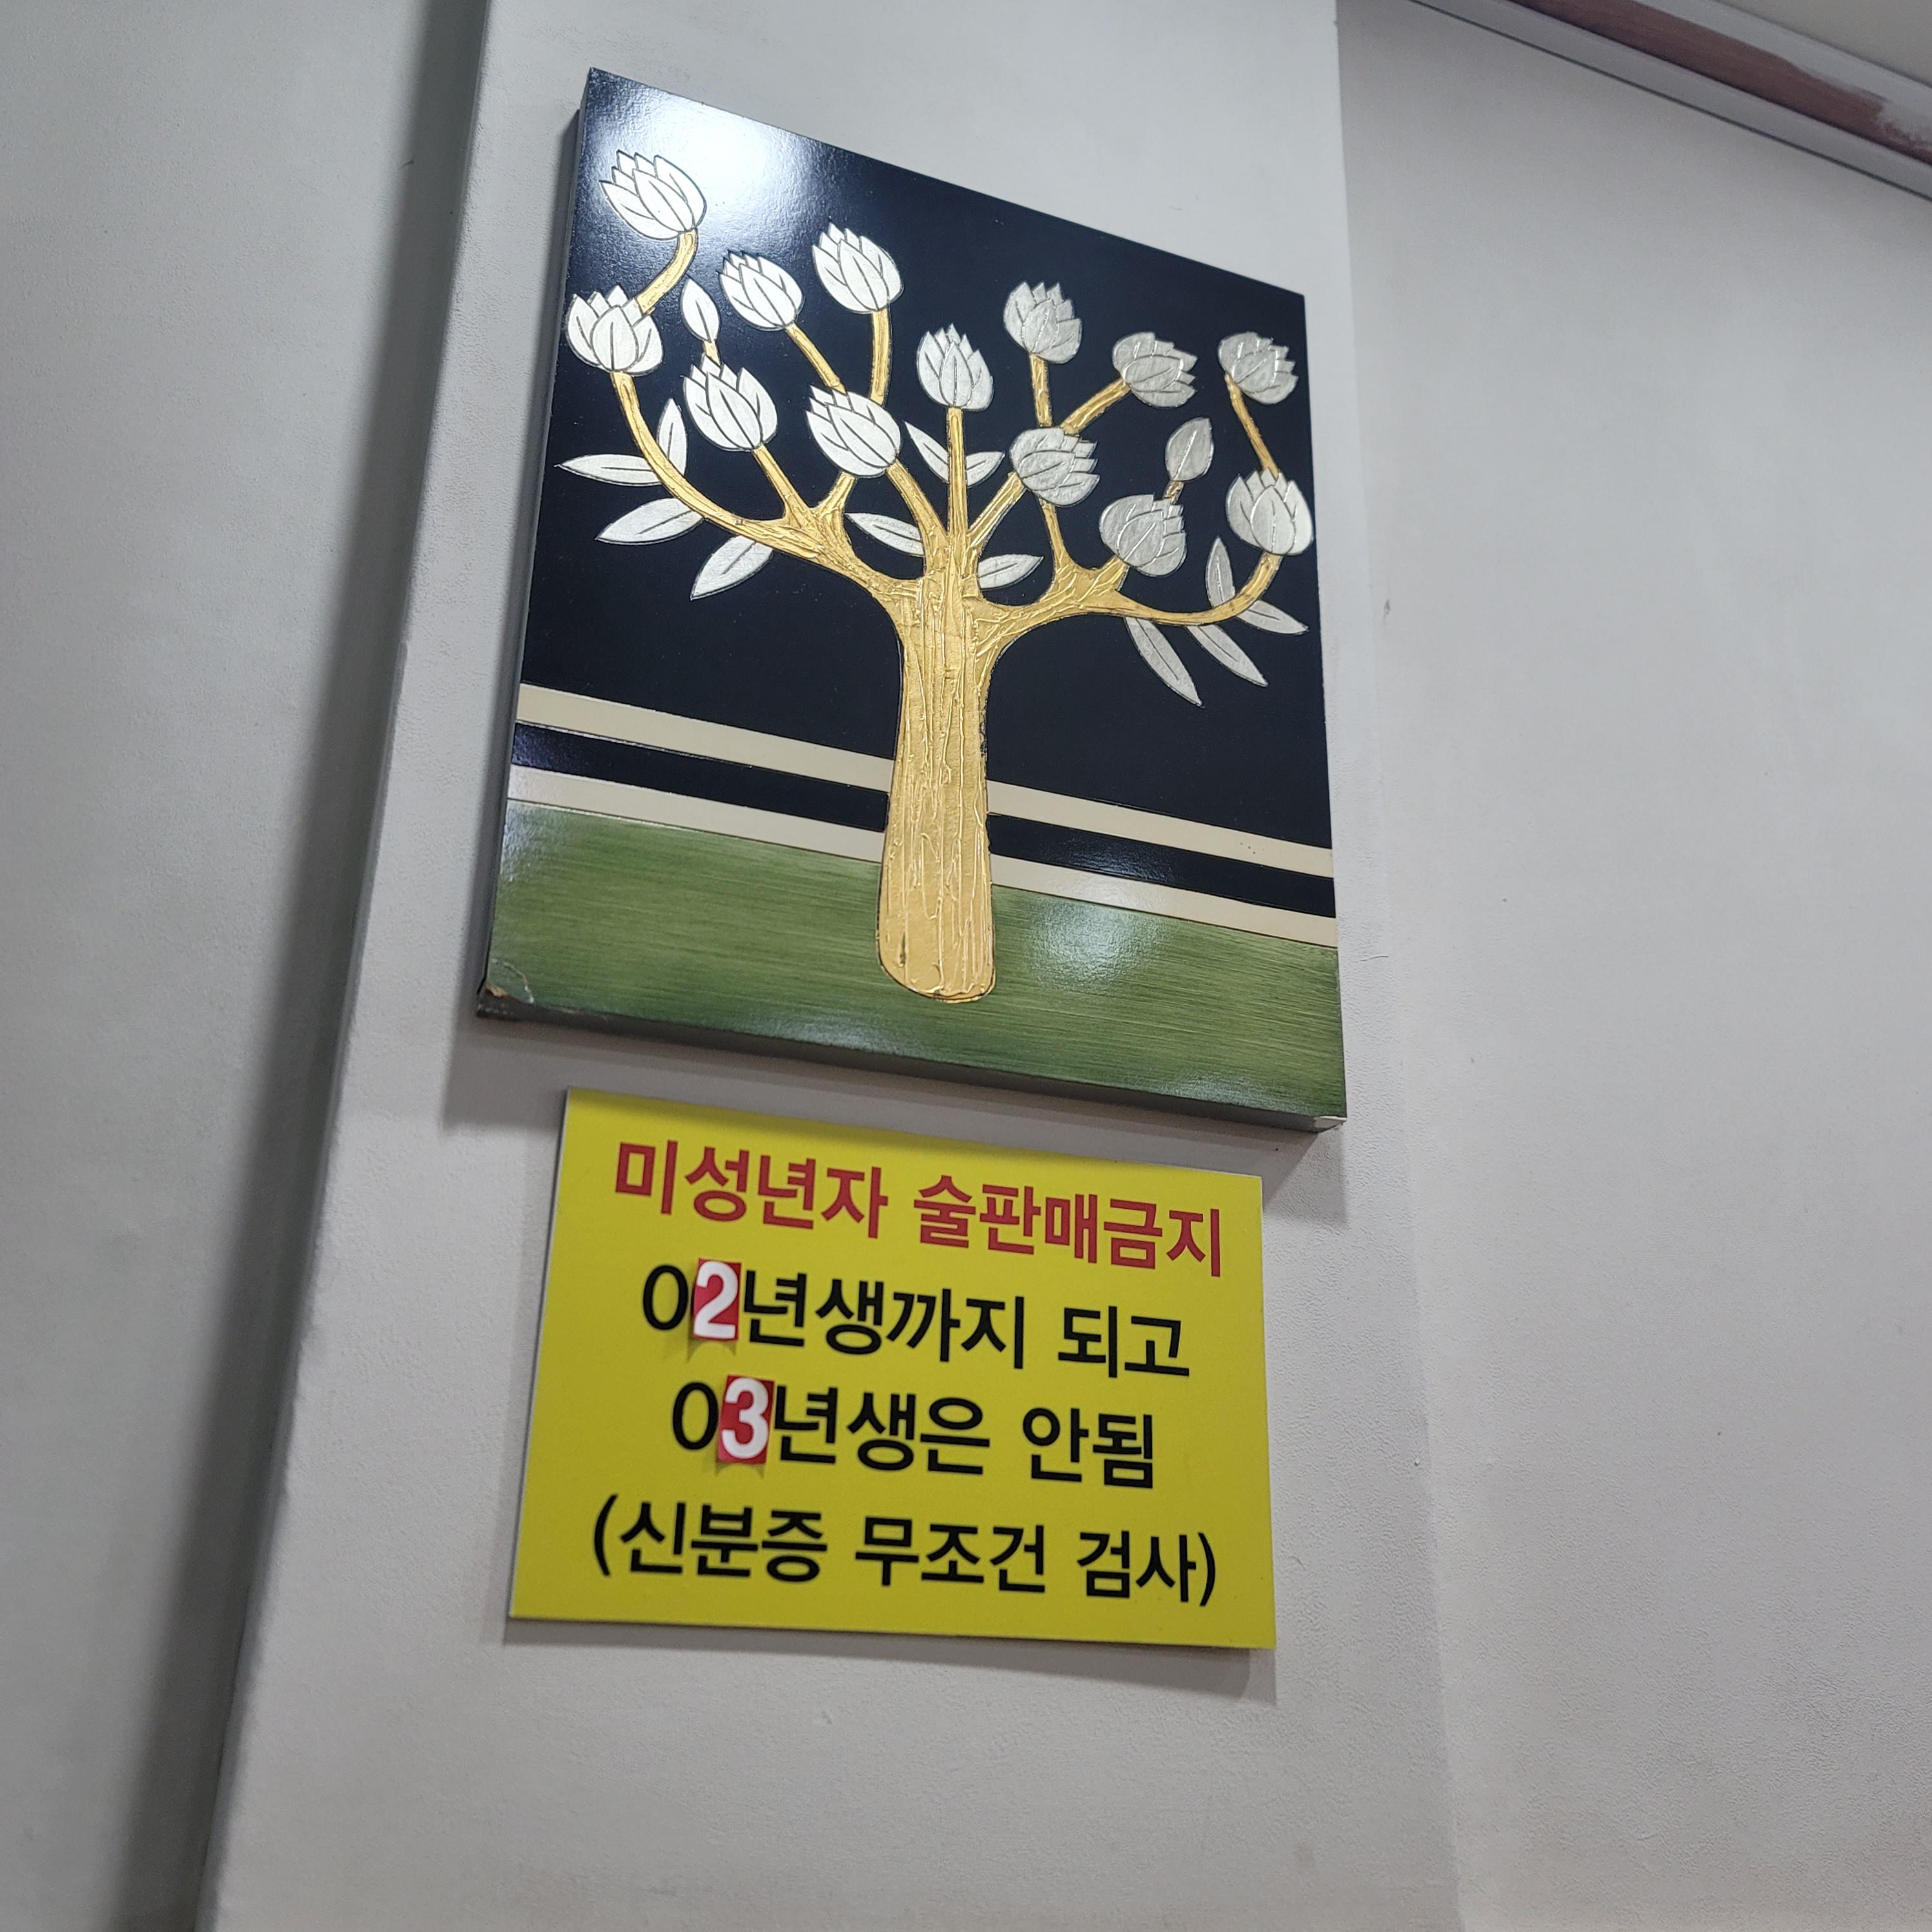 미성년자 술판매금지
02년생까지 되고
03년생은 안됨
(신분증 무조건 검사)